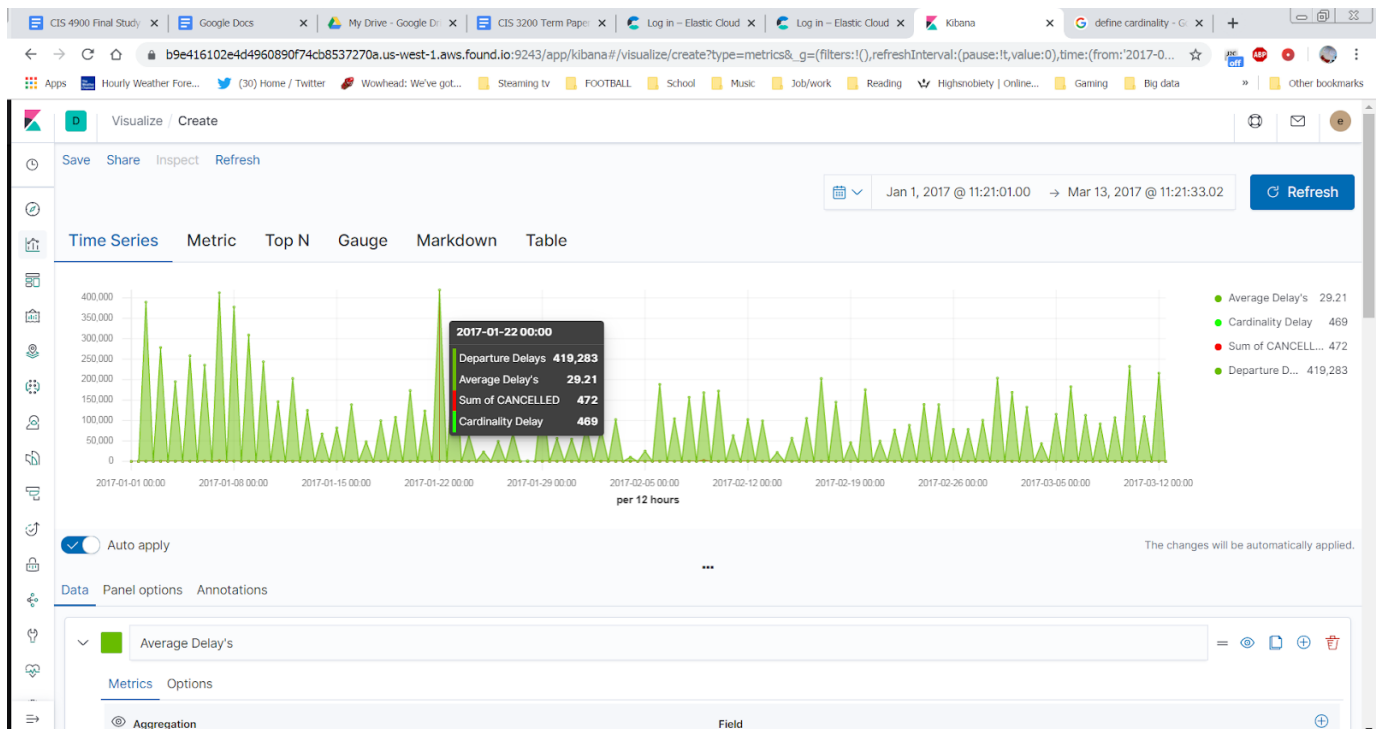 CIS 4900 Final Study
Google Docs
My Drive - Google Dri
CIS 3200 Term Paper
Log in – Elastic Cloud
Log in – Elastic Cloud
Kibana
define cardinality - G
b9e416102e4d4960890f74cb8537270a.us-west-1.aws.found.io:9243/app/kibana#/visualize/create?type=metrics&_g=(filters:!(),refreshInterval:(pause:!t,value:0),time:(from:'2017-0...
off
ABP
Apps
Hourly Weather Fore...
(30) Home / Twitter
Wowhead: We've got...
Steaming tv
FOOTBALL
School
Music
Job/work
Reading
Highsnobiety | Online...
Gaming
Big data
»
Other bookmarks
D
Visualize / Create
e
Save Share Inspect Refresh
Jan 1, 2017 @ 11:21:01.00 → Mar 13, 2017 @ 11:21:33.02
Refresh
Time Series Metric Top N Gauge Markdown Table
400,000
350,000
300,000
250,000
200,000
150,000
100,000
50,000
0
2017-01-22 00:00
Departure Delays 419,283
Average Delay's 29.21
Sum of CANCELLED 472
Cardinality Delay 469
Average Delay's 29.21
Cardinality Delay 469
Sum of CANCELL... 472
Departure D... 419,283
2017-01-01 00:00
2017-01-08 00:00
2017-01-15 00:00
2017-01-22 00:00
2017-01-29 00:00
2017-02-05 00:00
2017-02-12 00:00
2017-02-19 00:00
2017-02-26 00:00
2017-03-05 00:00
2017-03-12 00:00
per 12 hours
Auto apply
The changes will be automatically applied.
Data Panel options Annotations
Average Delay's
Metrics Options
Aggregation
Field